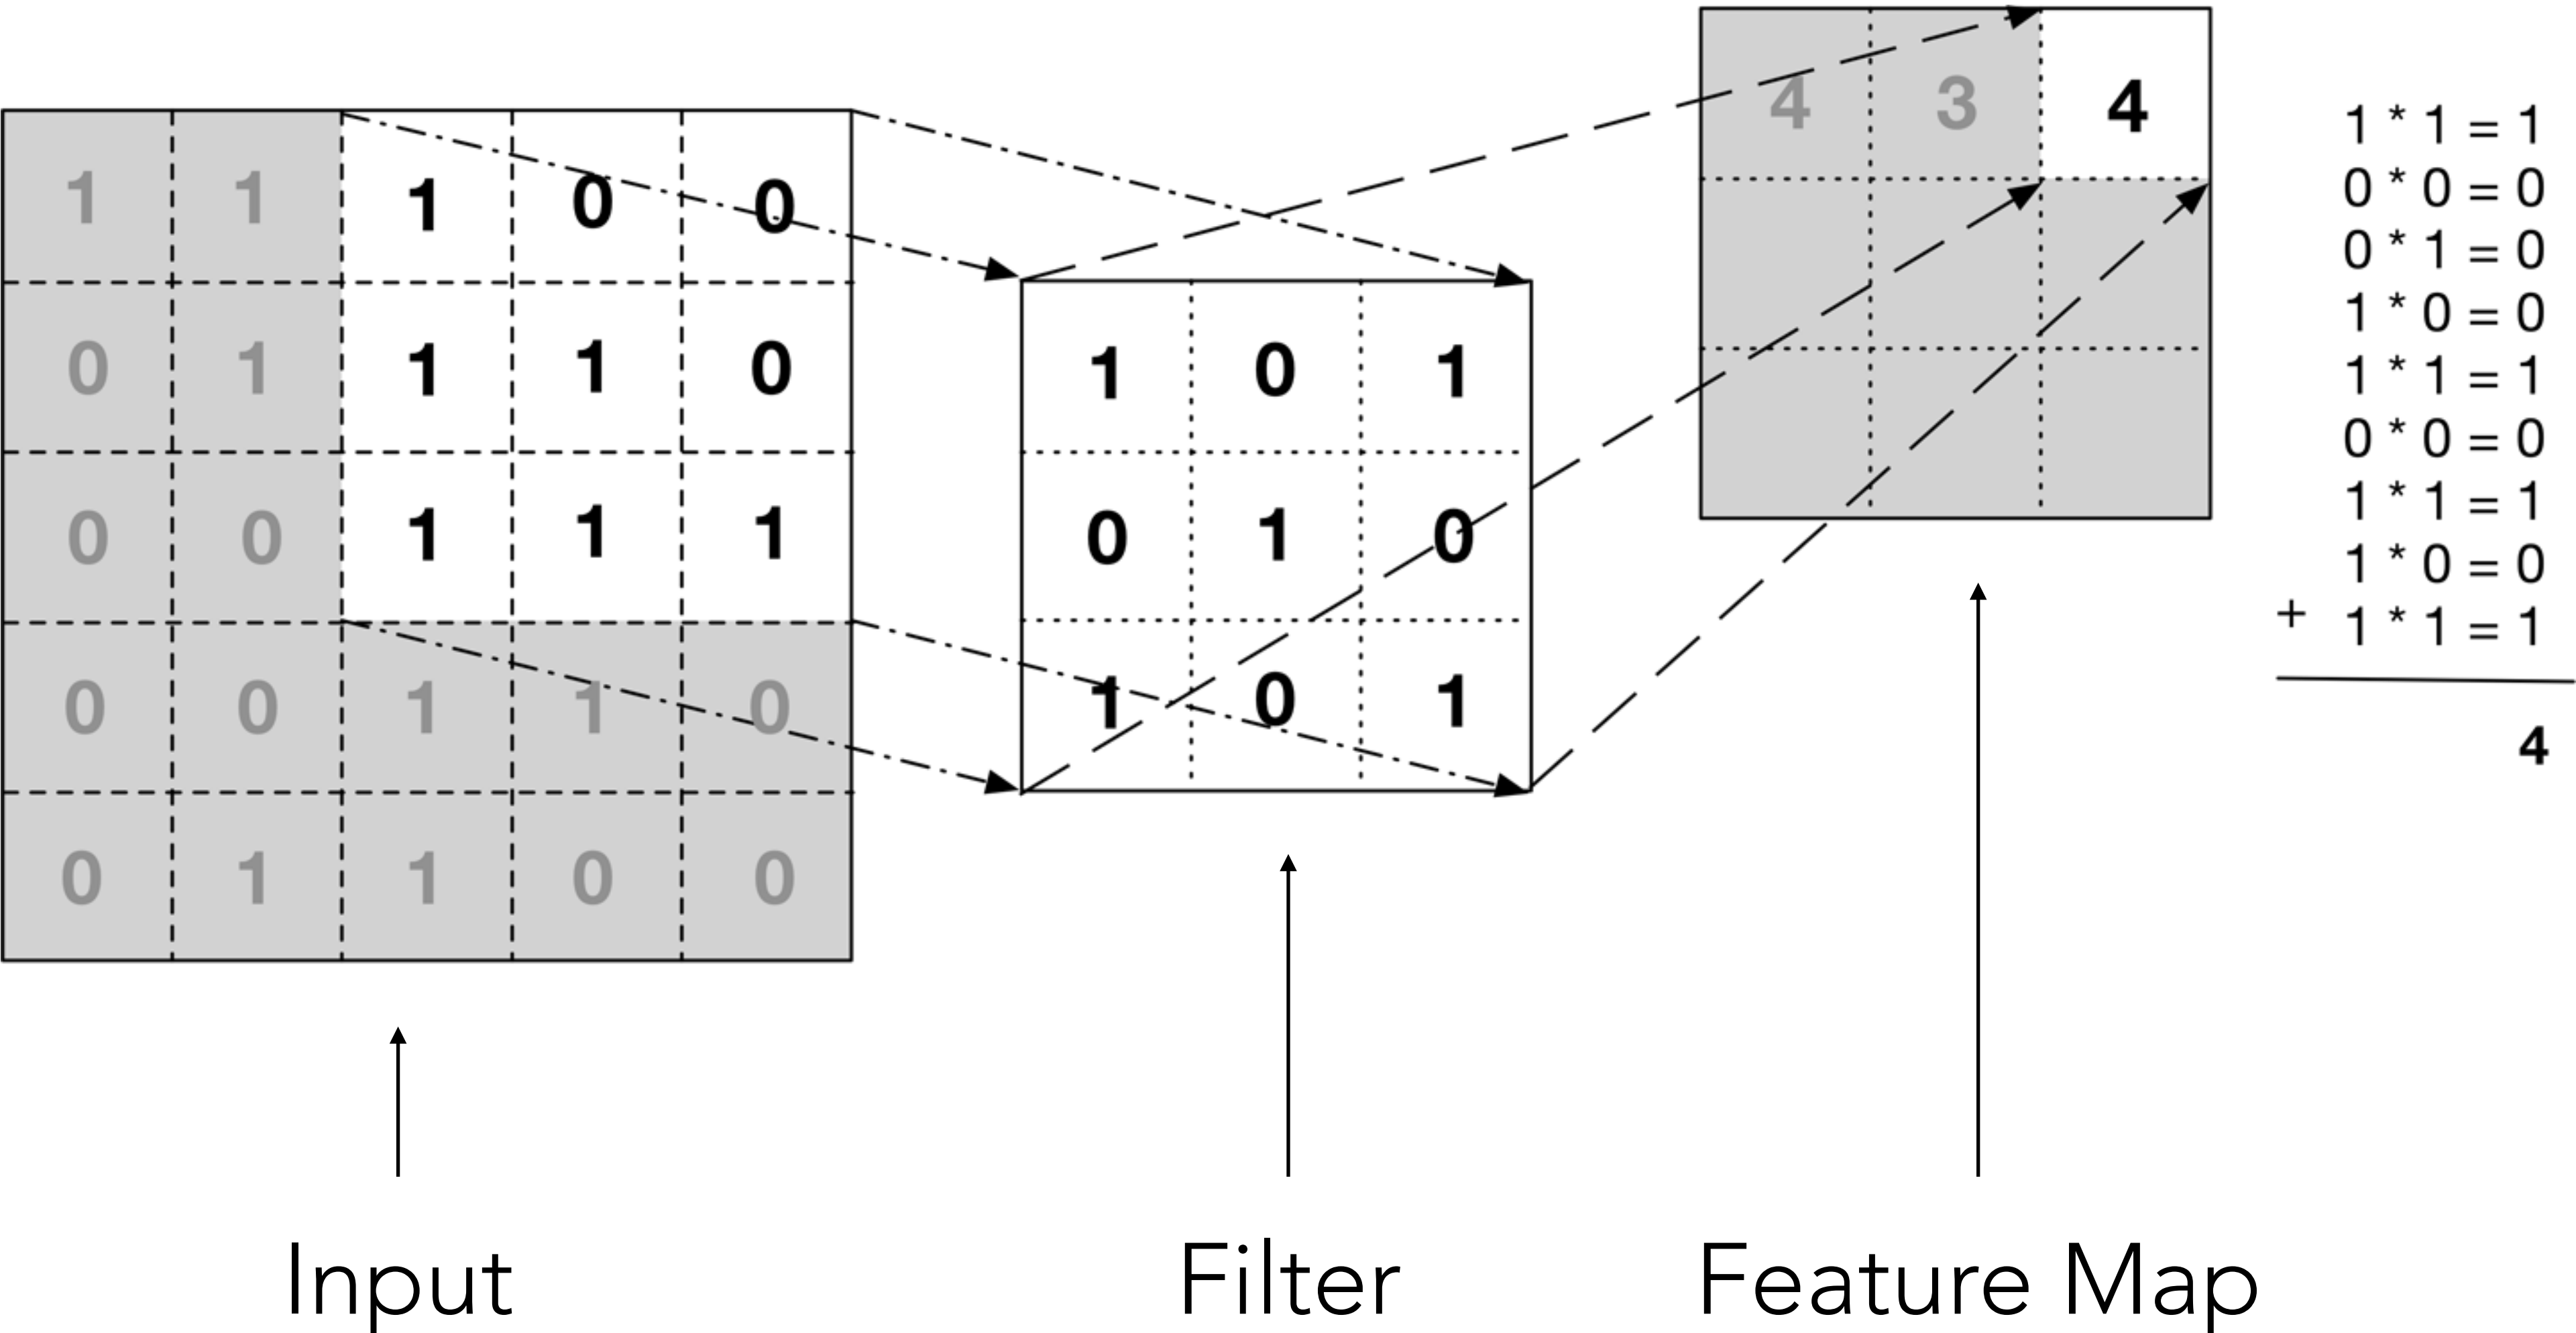 1 1 1 0 0
0 1 1 1 0
0 0 1 1 1
0 0 1 1 0
0 1 1 0 0
Input
1 0 1
0 1 0
1 0 1
Filter
4 3 4
Feature Map
1 * 1 = 1
0 * 0 = 0
0 * 1 = 0
1 * 0 = 0
1 * 1 = 1
0 * 0 = 0
1 * 1 = 1
1 * 0 = 0
+ 1 * 1 = 1
4